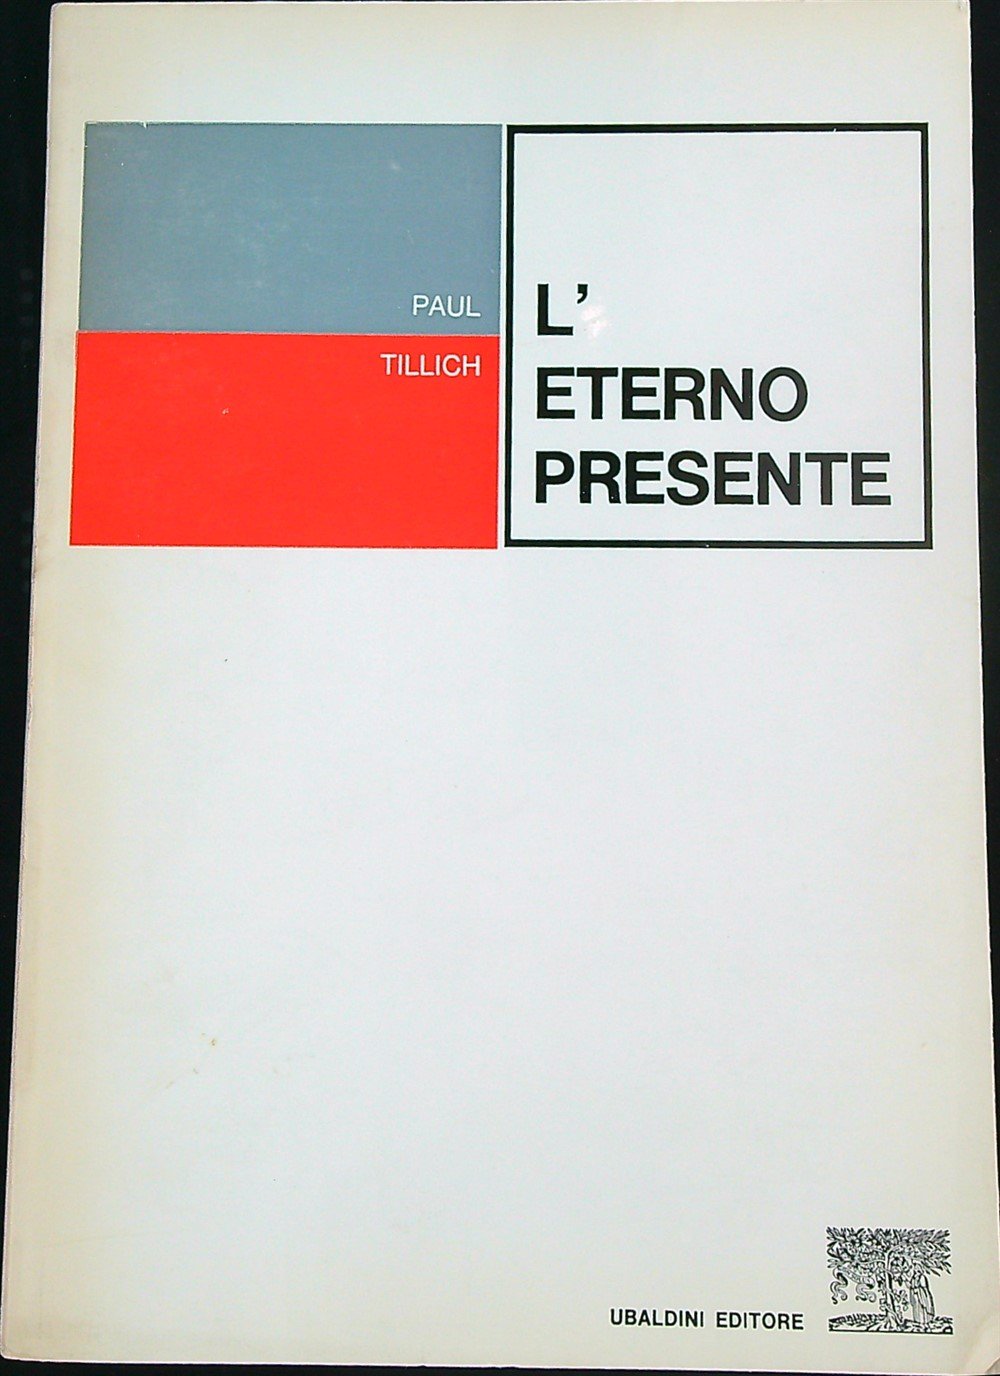 PAUL
TILLICH
L'
ETERNO
PRESENTE
UBALDINI EDITORE